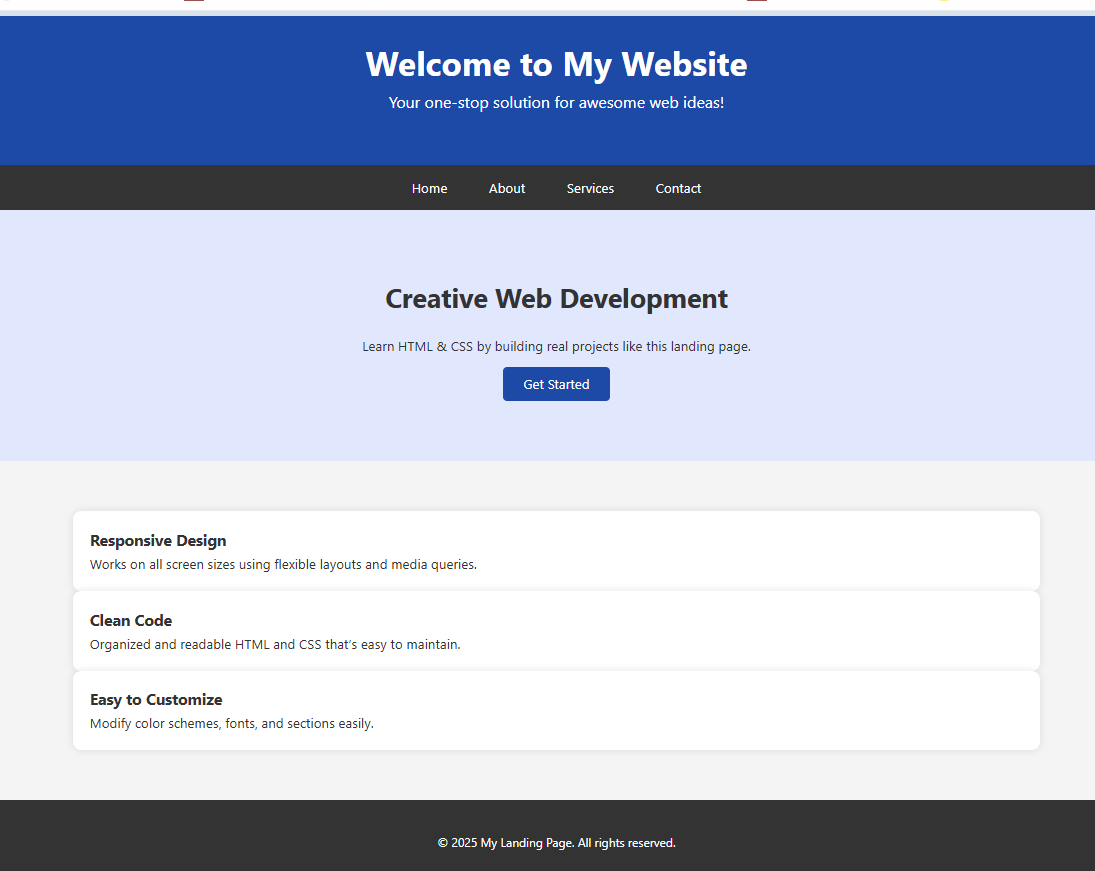 Welcome to My Website
Your one-stop solution for awesome web ideas!
Home About Services Contact
Creative Web Development
Learn HTML & CSS by building real projects like this landing page.
Get Started
Responsive Design
Works on all screen sizes using flexible layouts and media queries.
Clean Code
Organized and readable HTML and CSS that’s easy to maintain.
Easy to Customize
Modify color schemes, fonts, and sections easily.
© 2025 My Landing Page. All rights reserved.